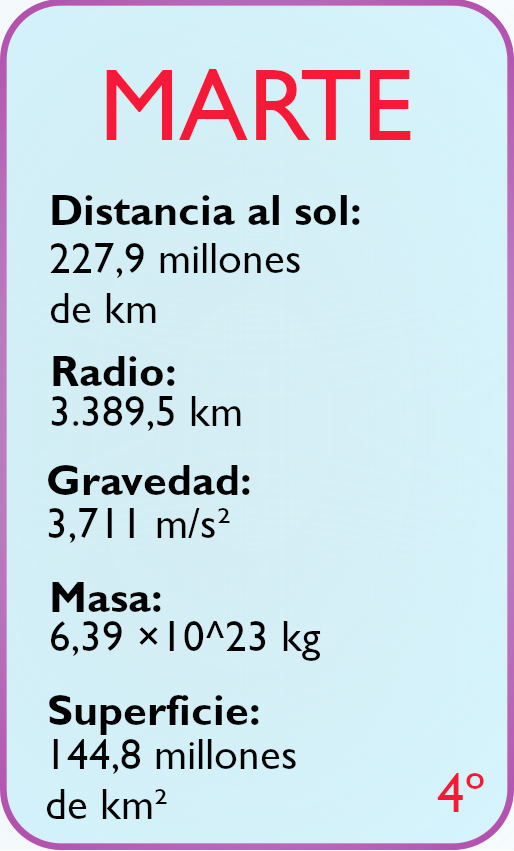 MARTE
Distancia al sol:
227,9 millones
de km
Radio:
3.389,5 km
Gravedad:
3,711 m/s²
Masa:
6,39 ×10^23 kg
Superficie:
144,8 millones
de km²
4º